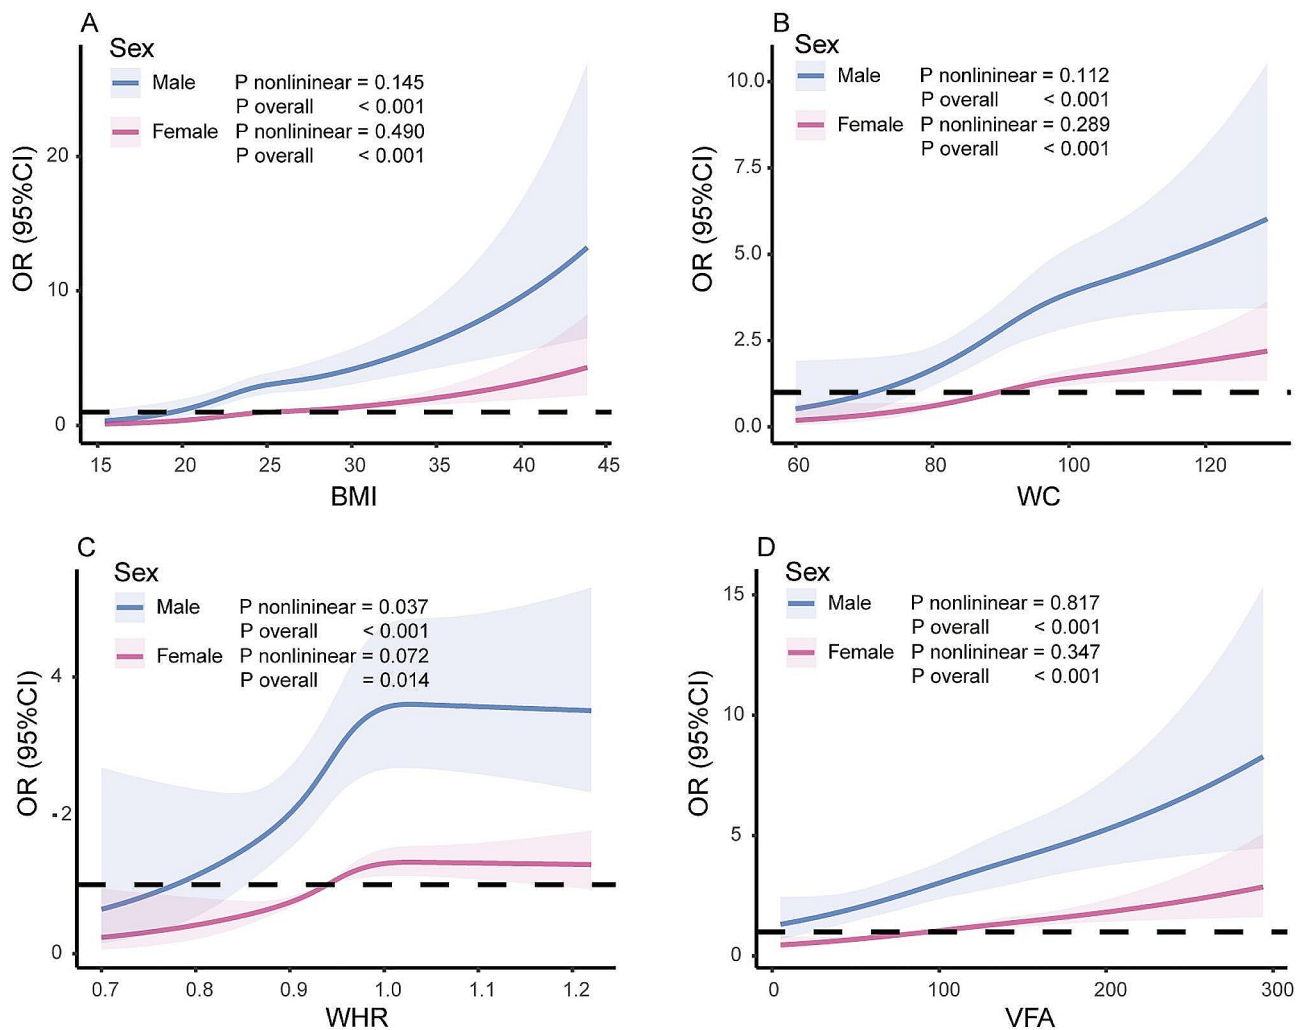 A
Sex
Male P nonlininear = 0.145
P overall < 0.001
Female P nonlininear = 0.490
P overall < 0.001
OR (95%CI)
20
10
0
15 20 25 30 35 40 45
BMI
B
Sex
Male P nonlininear = 0.112
P overall < 0.001
Female P nonlininear = 0.289
P overall < 0.001
OR (95%CI)
10.0
7.5
5.0
2.5
0.0
60 80 100 120
WC
C
Sex
Male P nonlininear = 0.037
P overall < 0.001
Female P nonlininear = 0.072
P overall = 0.014
OR (95%CI)
4
2
0
0.7 0.8 0.9 1.0 1.1 1.2
WHR
D
Sex
Male P nonlininear = 0.817
P overall < 0.001
Female P nonlininear = 0.347
P overall < 0.001
OR (95%CI)
15
10
5
0
0 100 200 300
VFA